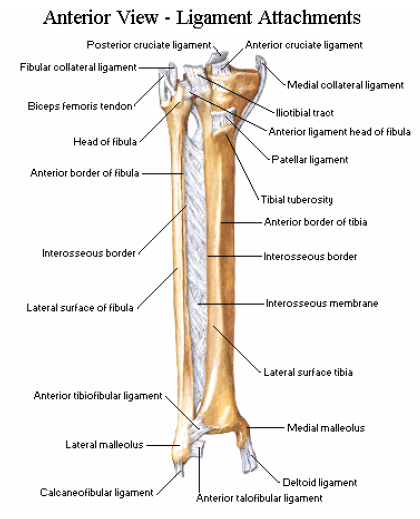 Anterior View - Ligament Attachments
Posterior cruciate ligament
Anterior cruciate ligament
Fibular collateral ligament
Medial collateral ligament
Biceps femoris tendon
Iliotibial tract
Anterior ligament head of fibula
Head of fibula
Patellar ligament
Anterior border of fibula
Tibial tuberosity
Anterior border of tibia
Interosseous border
Interosseous border
Lateral surface of fibula
Interosseous membrane
Lateral surface tibia
Anterior tibiofibular ligament
Medial malleolus
Lateral malleolus
Deltoid ligament
Calcaneofibular ligament
Anterior talofibular ligament